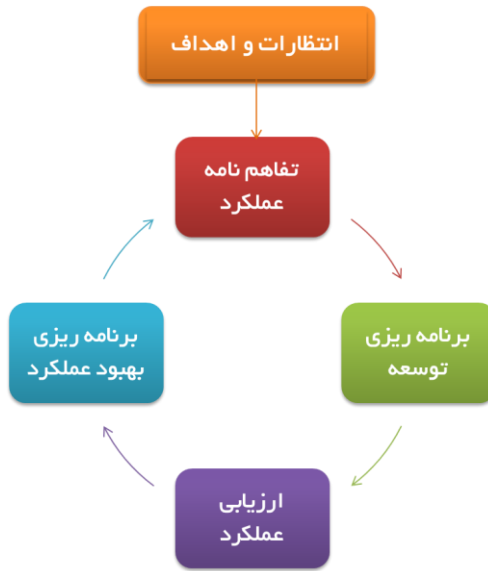 انتظارات و اهداف
تفاهم نامه
عملکرد
برنامه ریزی
توسعه
ارزیابی
عملکرد
برنامه ریزی
بهبود عملکرد